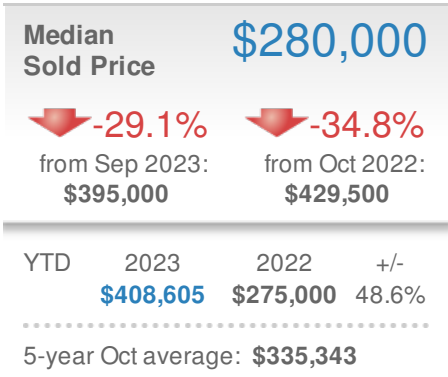 Median
Sold Price
$280,000
-29.1%
-34.8%
from Sep 2023:
from Oct 2022:
$395,000
$429,500
YTD 2023 2022 +/-
$408,605 $275,000 48.6%
5-year Oct average: $335,343